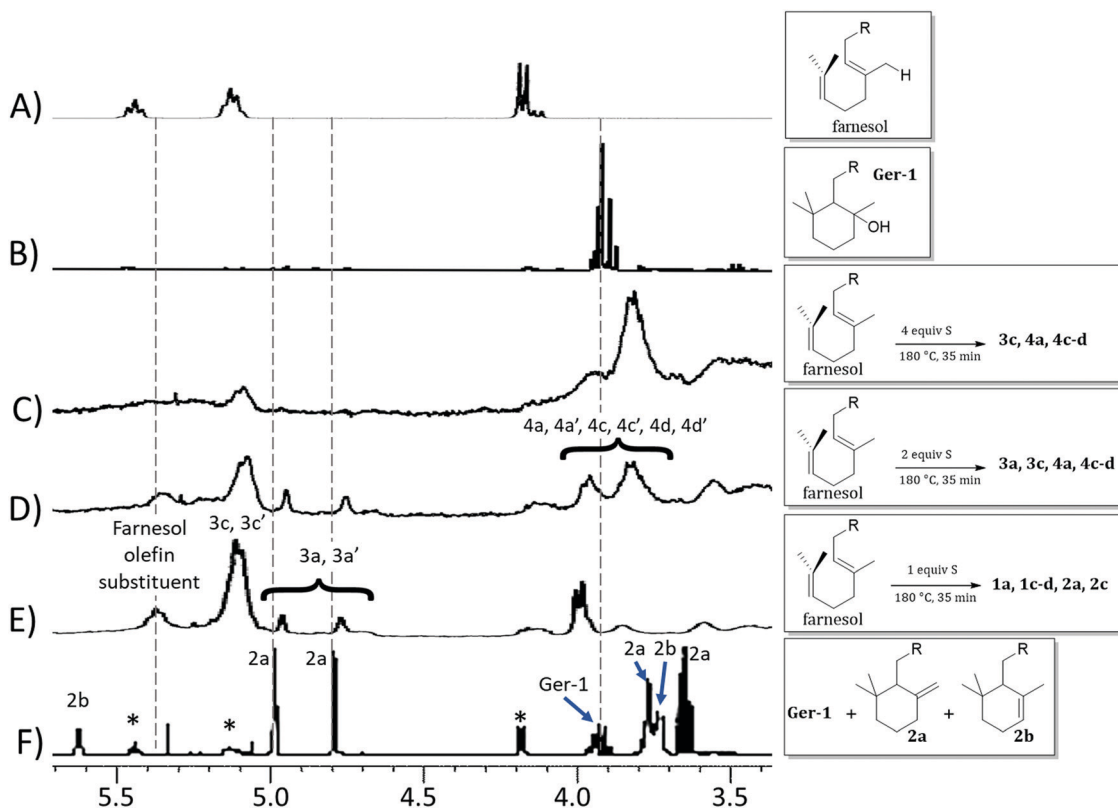 A)
R
H
farnesol
B)
R
Ger-1
OH
C)
R
farnesol
4 equiv S
180 °C, 35 min
3c, 4a, 4c-d
4a, 4a’, 4c, 4c’, 4d, 4d’
D)
R
farnesol
2 equiv S
180 °C, 35 min
3a, 3c, 4a, 4c-d
Farnesol
olefin
substituent
3c, 3c’
3a, 3a’
E)
R
farnesol
1 equiv S
180 °C, 35 min
1a, 1c-d, 2a, 2c
F)
2b
*
*
2a
2a
*
Ger-1
2a
2b
2a
Ger-1 +
R
2a
+
R
2b
5.5 5.0 4.5 4.0 3.5